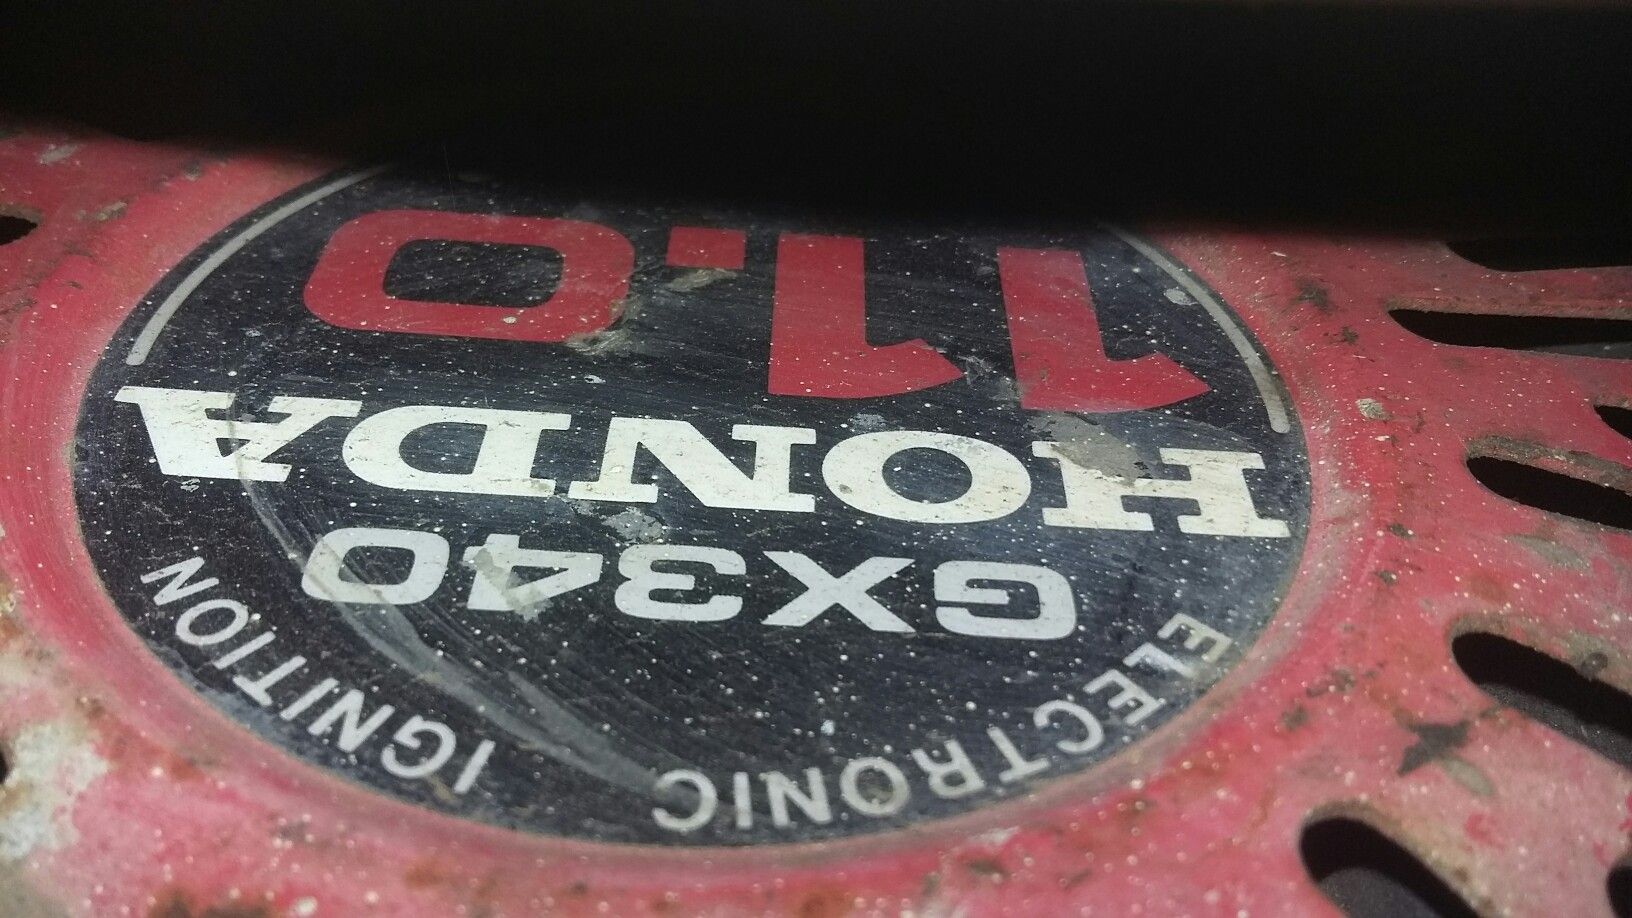 ELECTRONIC IGNITION
GX340
HONDA
11.0